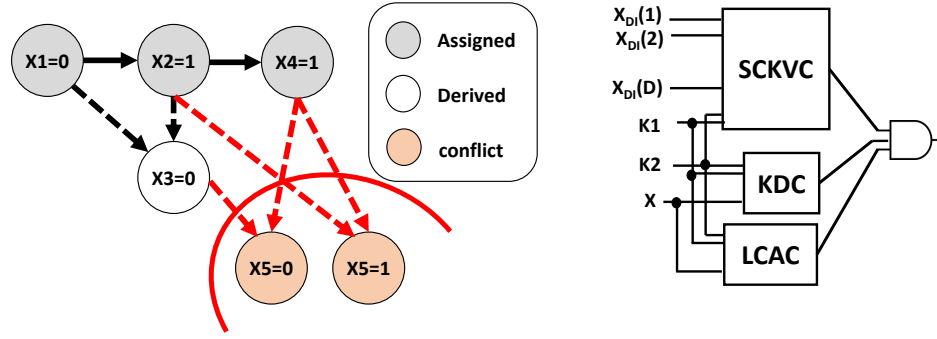 X1=0
X2=1
X4=1
X3=0
X5=0
X5=1
Assigned
Derived
conflict
X_DI(1)
X_DI(2)
X_DI(D)
K1
K2
X
SCKVC
KDC
LCAC